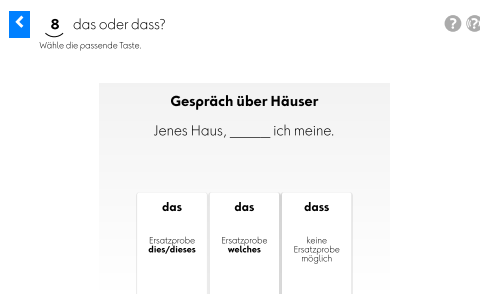 8 das oder dass?
Wähle die passende Taste.
? ?
Gespräch über Häuser
Jenes Haus, ______ ich meine.
das das dass
Ersatzprobe Ersatzprobe keine
dies/dieses welches Ersatzprobe
möglich